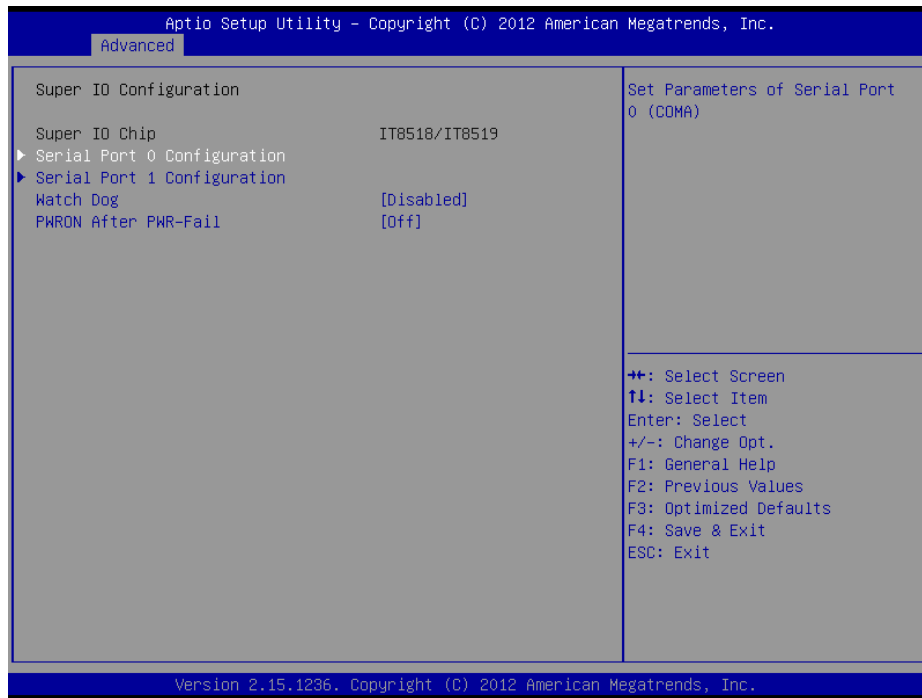 Aptio Setup Utility – Copyright (C) 2012 American Megatrends, Inc.
Advanced
Super IO Configuration
Super IO Chip IT8518/IT8519
Serial Port 0 Configuration
Serial Port 1 Configuration
Watch Dog [Disabled]
PWRON After PWR-Fail [Off]
Set Parameters of Serial Port
0 (COMA)
→←: Select Screen
↑↓: Select Item
Enter: Select
+/-: Change Opt.
F1: General Help
F2: Previous Values
F3: Optimized Defaults
F4: Save & Exit
ESC: Exit
Version 2.15.1236. Copyright (C) 2012 American Megatrends, Inc.